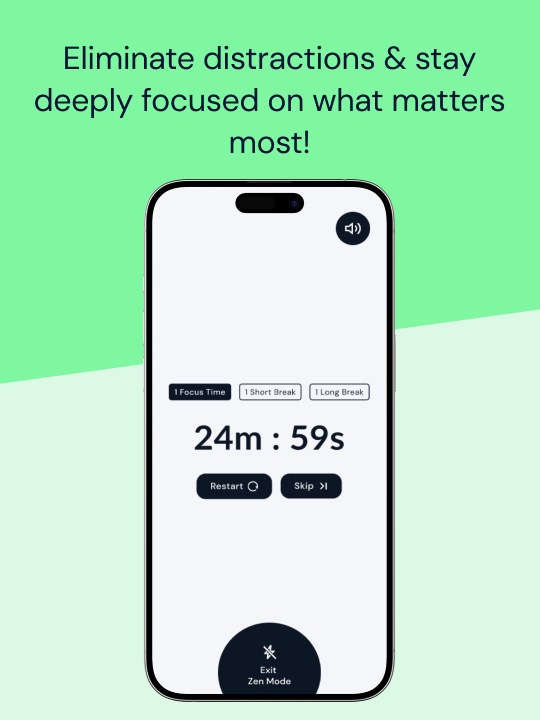 Eliminate distractions & stay
deeply focused on what matters
most!
1 Focus Time 1 Short Break 1 Long Break
24m : 59s
Restart Skip
Exit
Zen Mode